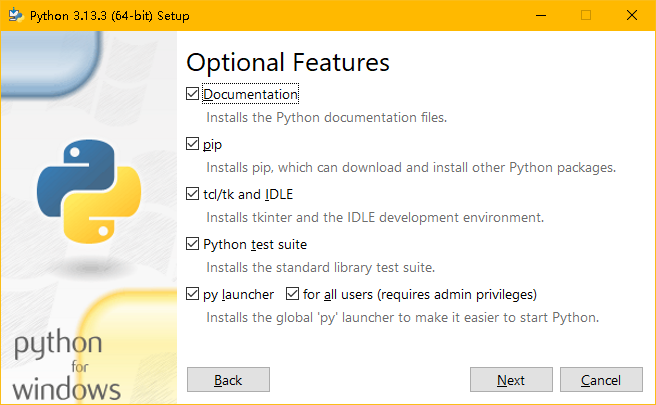 Python 3.13.3 (64-bit) Setup
Optional Features
Documentation
Installs the Python documentation files.
pip
Installs pip, which can download and install other Python packages.
tcl/tk and IDLE
Installs tkinter and the IDLE development environment.
Python test suite
Installs the standard library test suite.
py launcher for all users (requires admin privileges)
Installs the global 'py' launcher to make it easier to start Python.
python
for
windows
Back Next Cancel